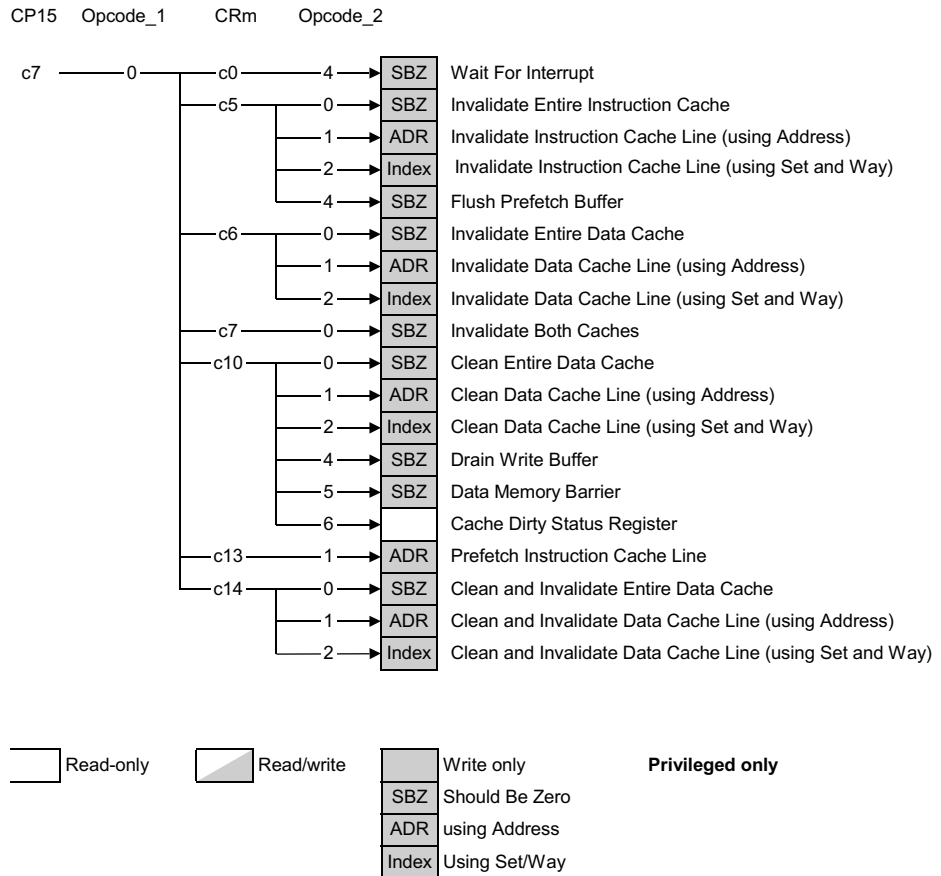 CP15 Opcode_1 CRm Opcode_2
c7 0 c0 4 SBZ Wait For Interrupt
c5 0 SBZ Invalidate Entire Instruction Cache
1 ADR Invalidate Instruction Cache Line (using Address)
2 Index Invalidate Instruction Cache Line (using Set and Way)
4 SBZ Flush Prefetch Buffer
c6 0 SBZ Invalidate Entire Data Cache
1 ADR Invalidate Data Cache Line (using Address)
2 Index Invalidate Data Cache Line (using Set and Way)
c7 0 SBZ Invalidate Both Caches
c10 0 SBZ Clean Entire Data Cache
1 ADR Clean Data Cache Line (using Address)
2 Index Clean Data Cache Line (using Set and Way)
4 SBZ Drain Write Buffer
5 SBZ Data Memory Barrier
6 Cache Dirty Status Register
c13 1 ADR Prefetch Instruction Cache Line
c14 0 SBZ Clean and Invalidate Entire Data Cache
1 ADR Clean and Invalidate Data Cache Line (using Address)
2 Index Clean and Invalidate Data Cache Line (using Set and Way)
Read-only Read/write Write only Privileged only
SBZ Should Be Zero
ADR using Address
Index Using Set/Way